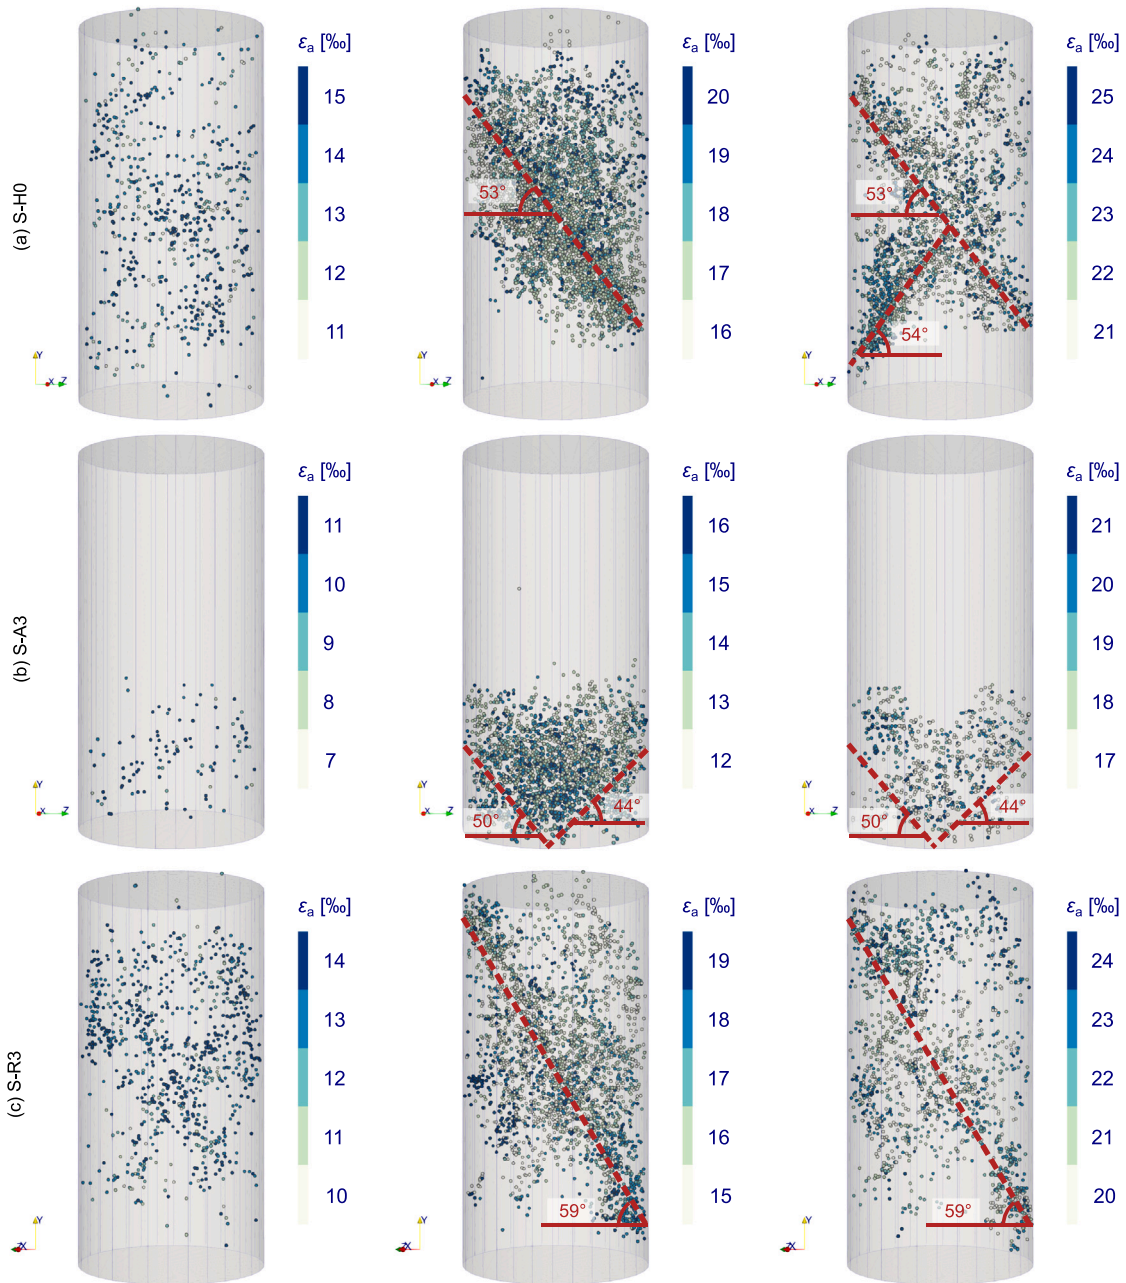 (a) S-H0
εa [‰]
15
14
13
12
11
Y
X
Z
53°
εa [‰]
20
19
18
17
16
Y
X
Z
53°
54°
εa [‰]
25
24
23
22
21
Y
X
Z
(b) S-A3
εa [‰]
11
10
9
8
7
Y
X
Z
50°
44°
εa [‰]
16
15
14
13
12
Y
X
Z
50°
44°
εa [‰]
21
20
19
18
17
Y
X
Z
(c) S-R3
εa [‰]
14
13
12
11
10
Y
Z
X
59°
εa [‰]
19
18
17
16
15
Y
Z
X
59°
εa [‰]
24
23
22
21
20
Y
Z
X